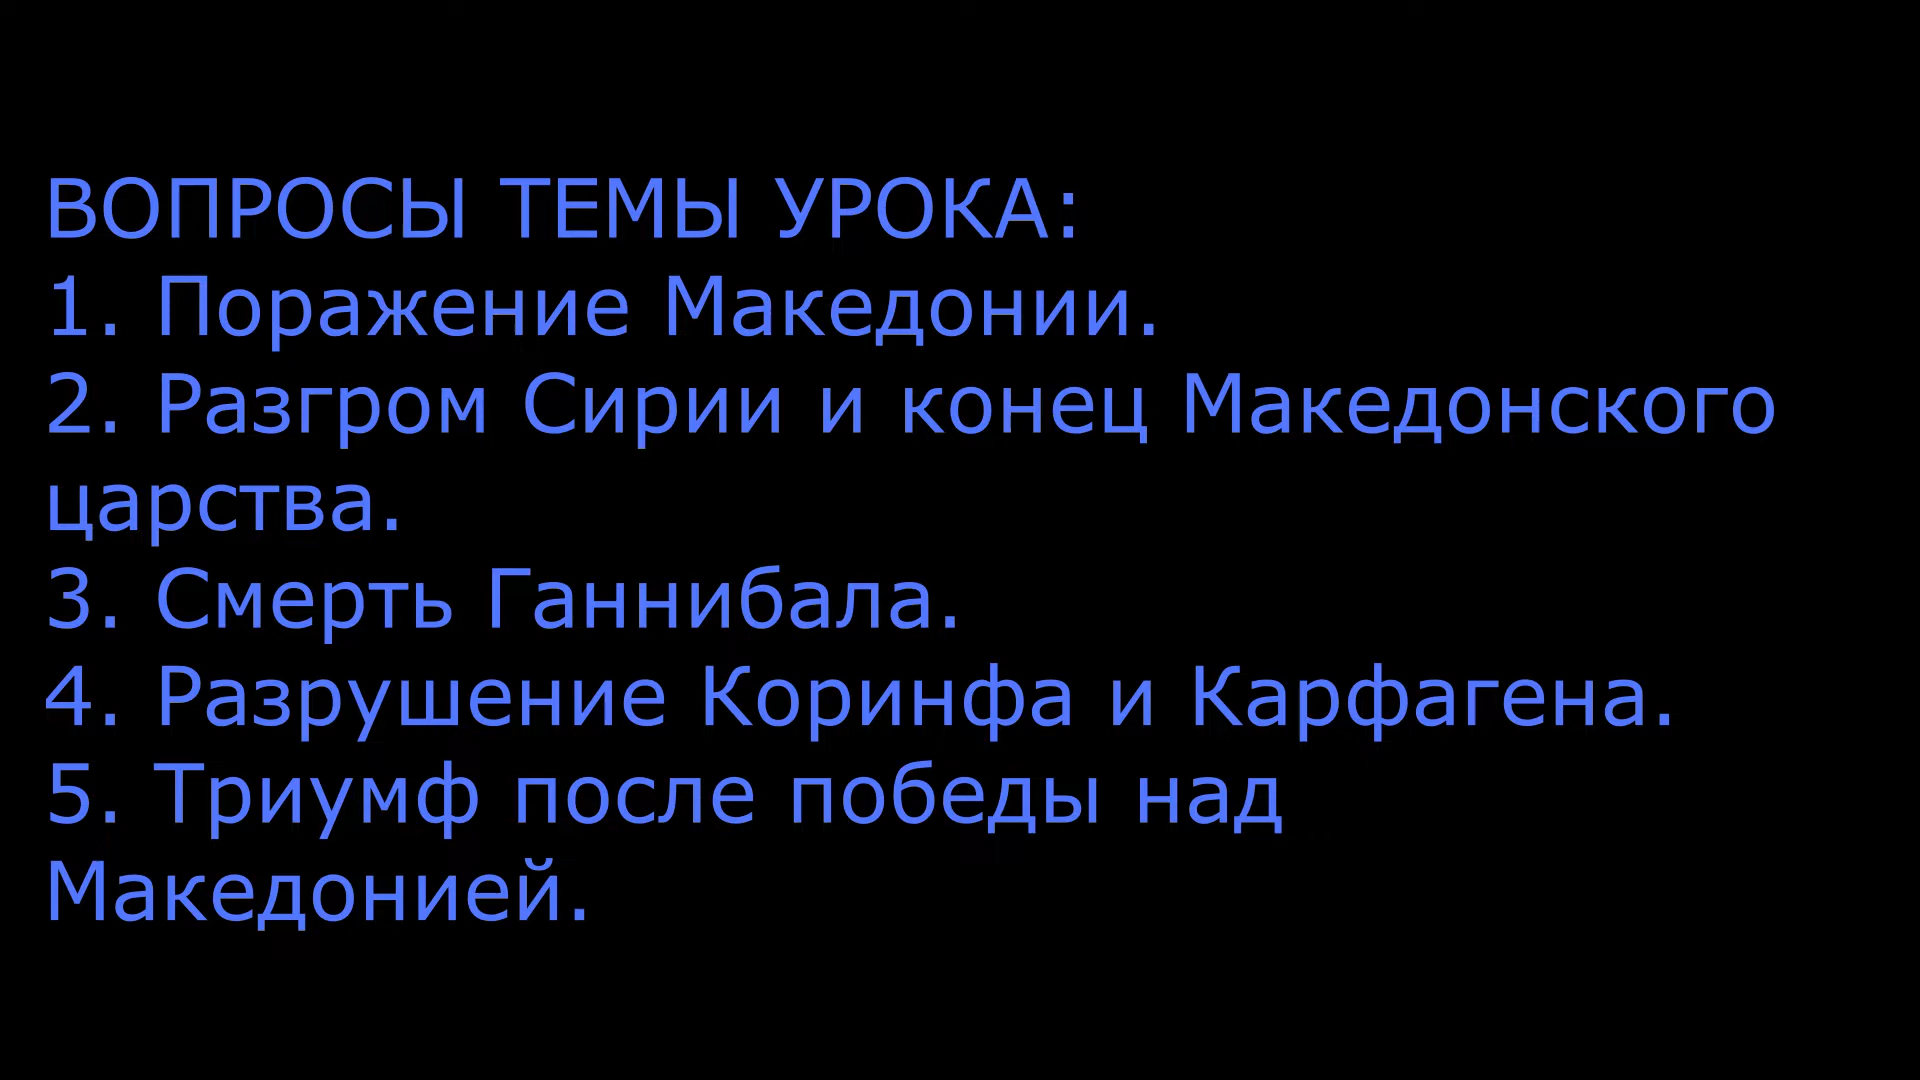 ВОПРОСЫ ТЕМЫ УРОКА:
1. Поражение Македонии.
2. Разгром Сирии и конец Македонского
царства.
3. Смерть Ганнибала.
4. Разрушение Коринфа и Карфагена.
5. Триумф после победы над
Македонией.